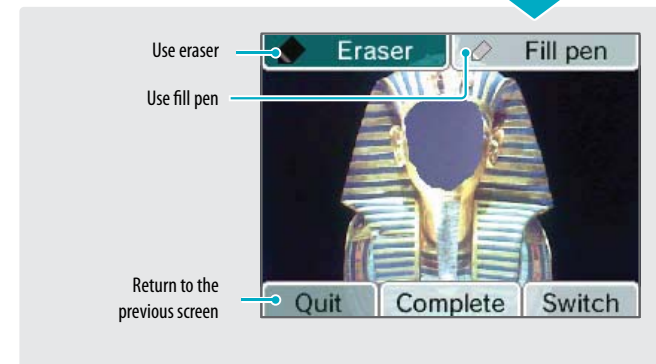 Use eraser
Eraser
Fill pen
Use fill pen
Return to the
previous screen
Quit
Complete
Switch